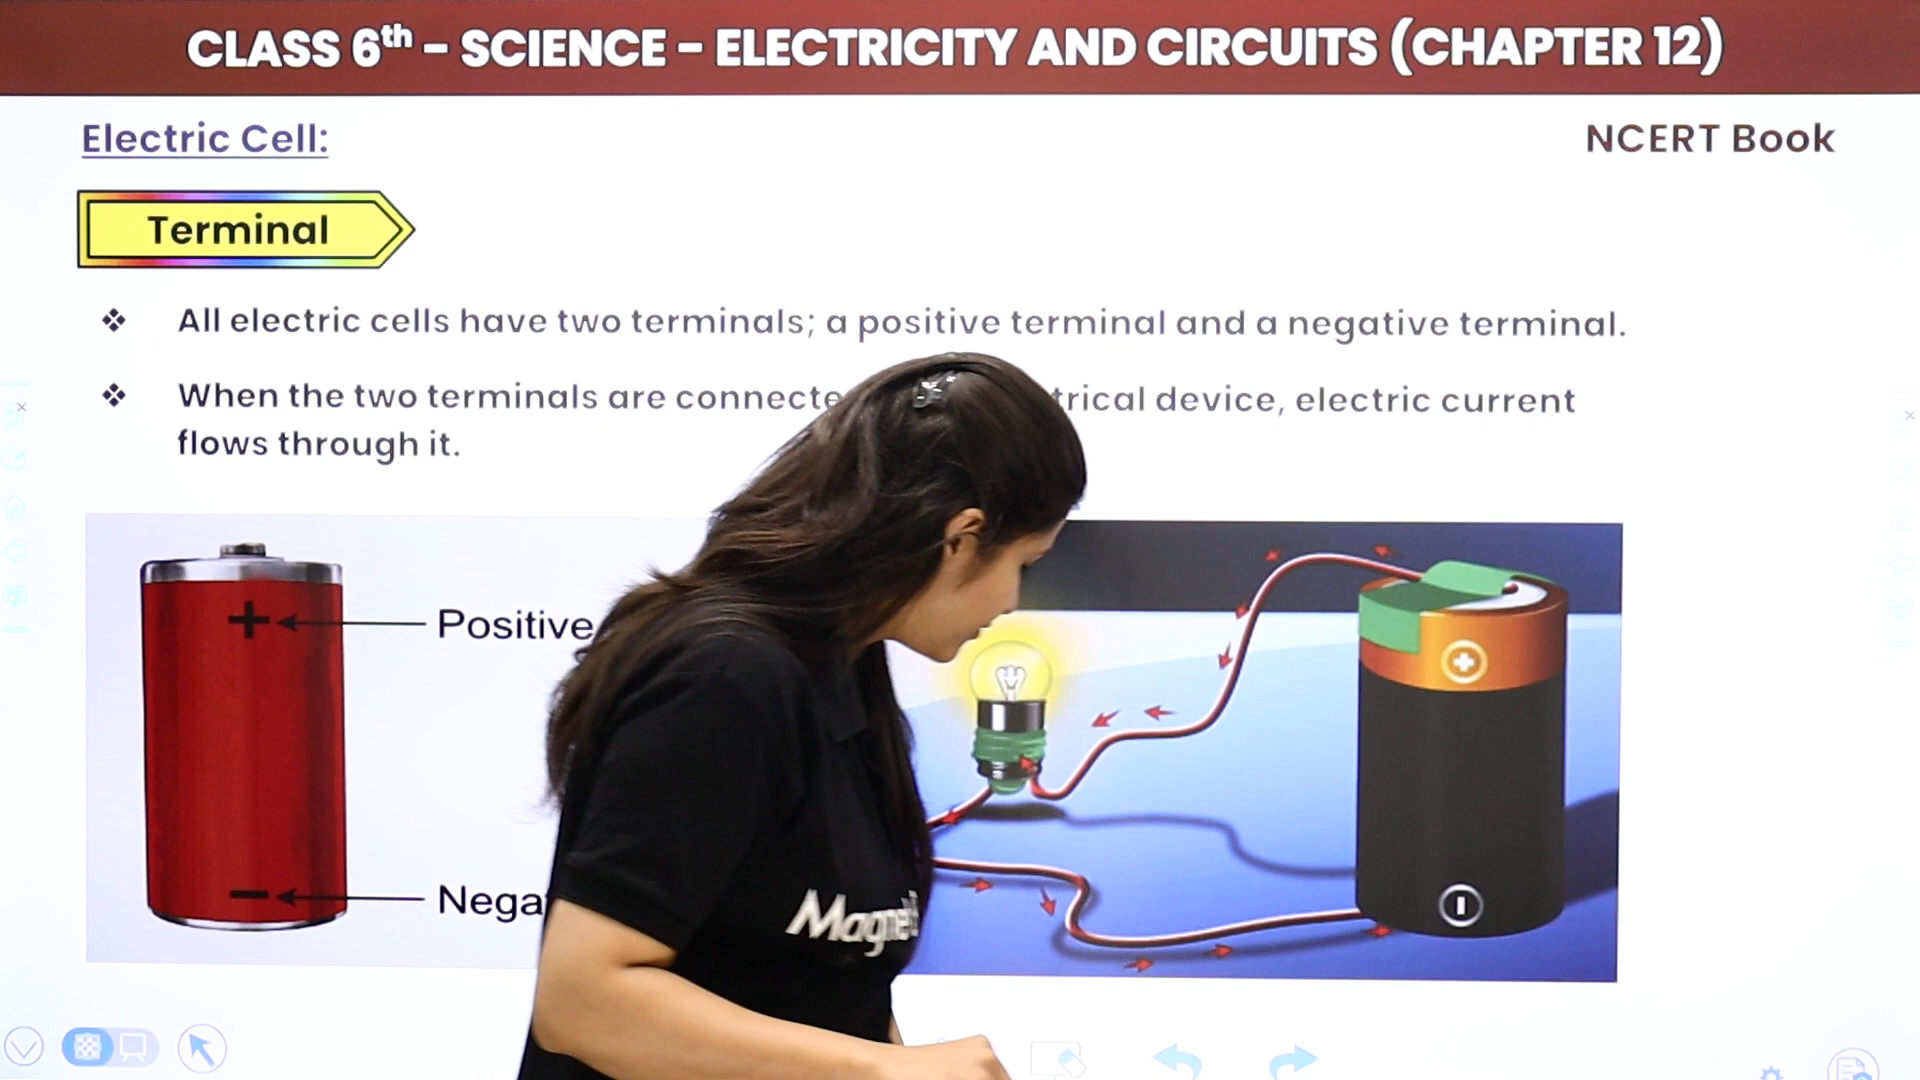 CLASS 6th – SCIENCE – ELECTRICITY AND CIRCUITS (CHAPTER 12)
Electric Cell:
NCERT Book
Terminal
All electric cells have two terminals; a positive terminal and a negative terminal.
When the two terminals are connecte trical device, electric current
flows through it.
+
Positive
+
–
Nega
Magnet